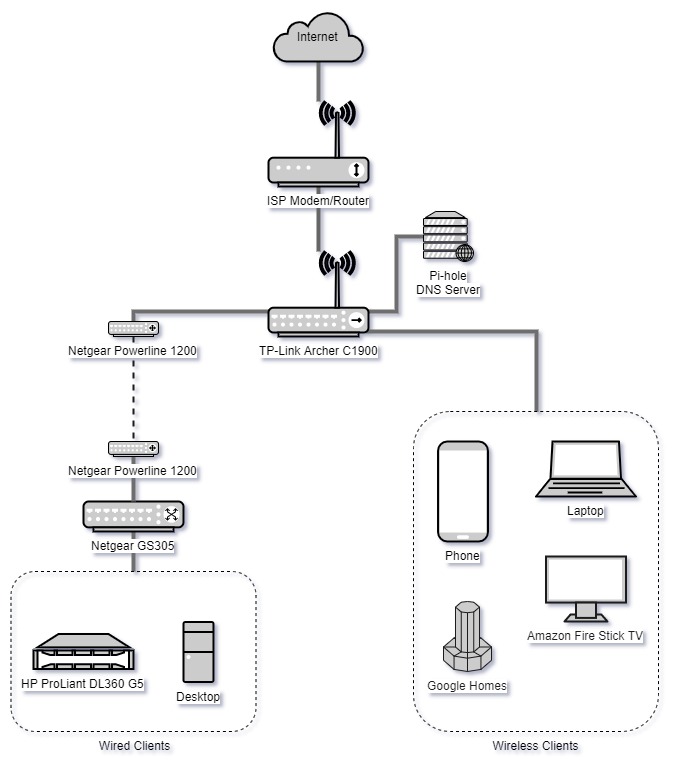 Internet
ISP Modem/Router
Pi-hole
DNS Server
TP-Link Archer C1900
Netgear Powerline 1200
Netgear Powerline 1200
Netgear GS305
HP ProLiant DL360 G5
Desktop
Wired Clients
Phone
Laptop
Amazon Fire Stick TV
Google Homes
Wireless Clients